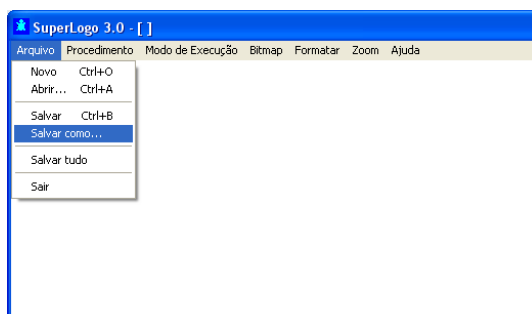 SuperLogo 3.0 - [ ]
Arquivo Procedimento Modo de Execução Bitmap Formatar Zoom Ajuda
Novo Ctrl+O
Abrir... Ctrl+A
Salvar Ctrl+B
Salvar como...
Salvar tudo
Sair